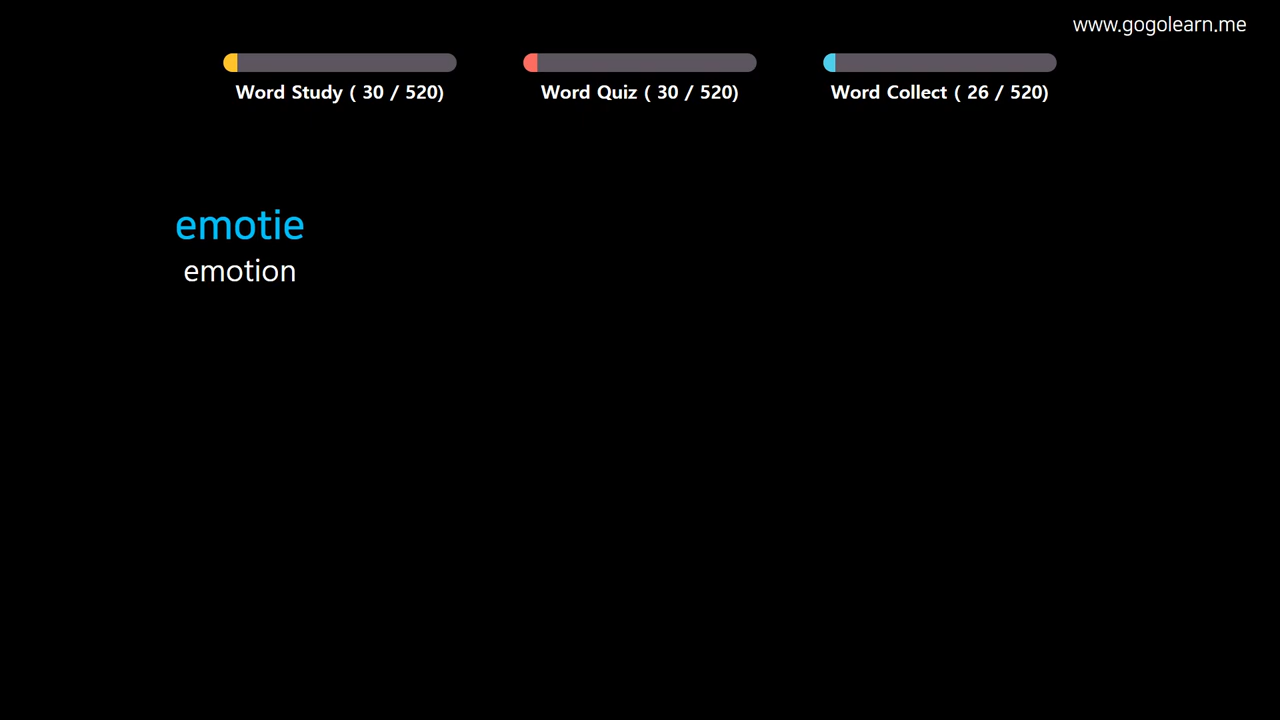 www.gogolearn.me
Word Study ( 30 / 520)
Word Quiz ( 30 / 520)
Word Collect ( 26 / 520)
emotie
emotion